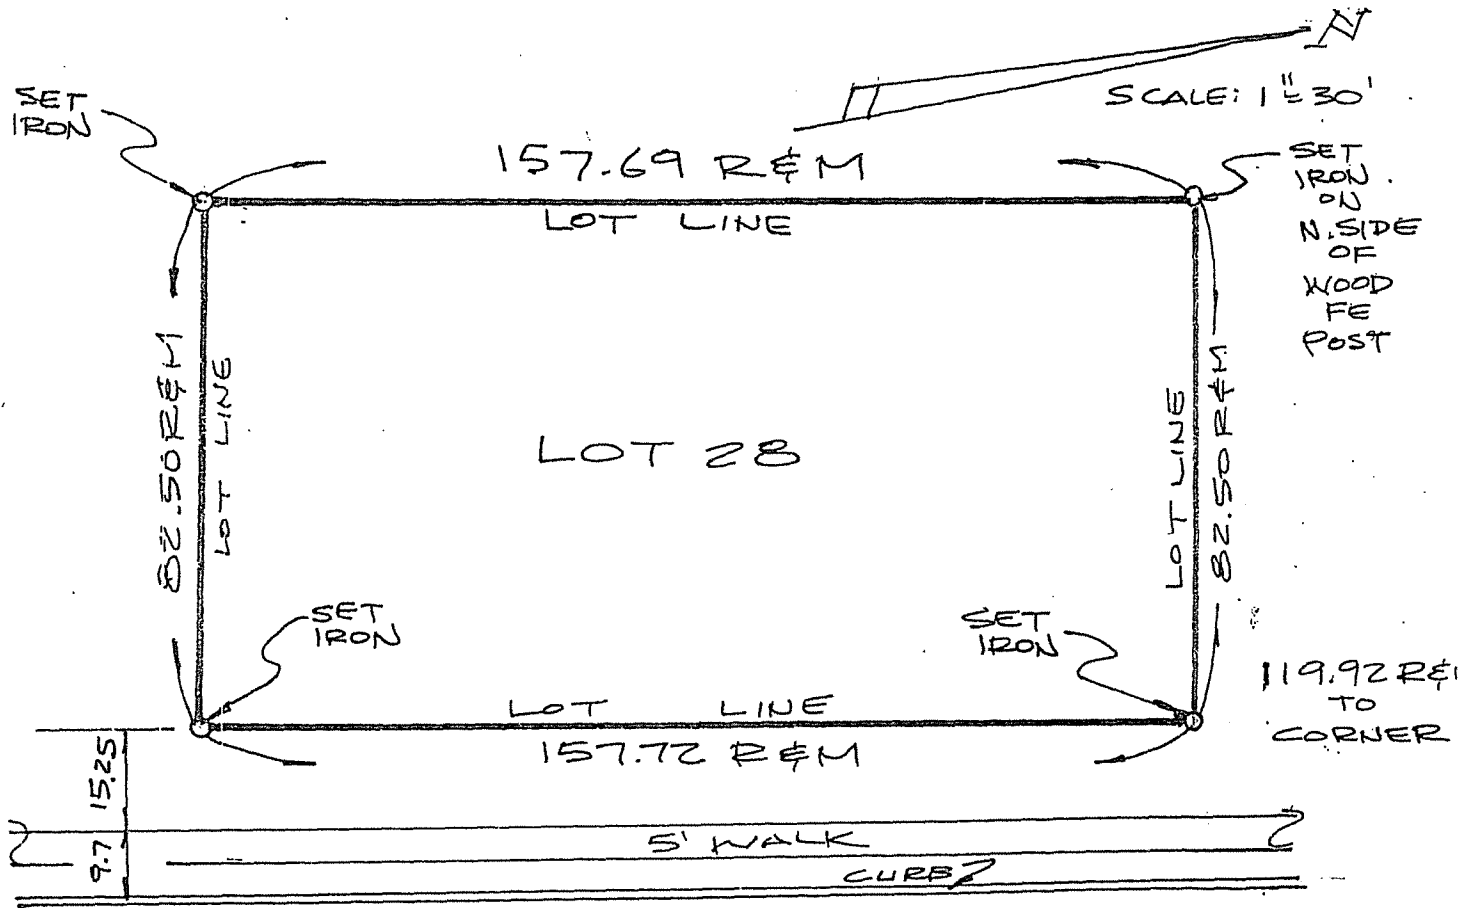 N
SCALE: 1"=30'
SET
IRON
157.69 R&M
LOT LINE
SET
IRON
ON
N. SIDE
OF
WOOD
FE
POST
82.50 R&M
LOT LINE
LOT 28
LOT LINE
82.50 R&M
SET
IRON
SET
IRON
119.92 R&
TO
CORNER
LOT LINE
157.72 R&M
15.25
9.7
5' WALK
CURB